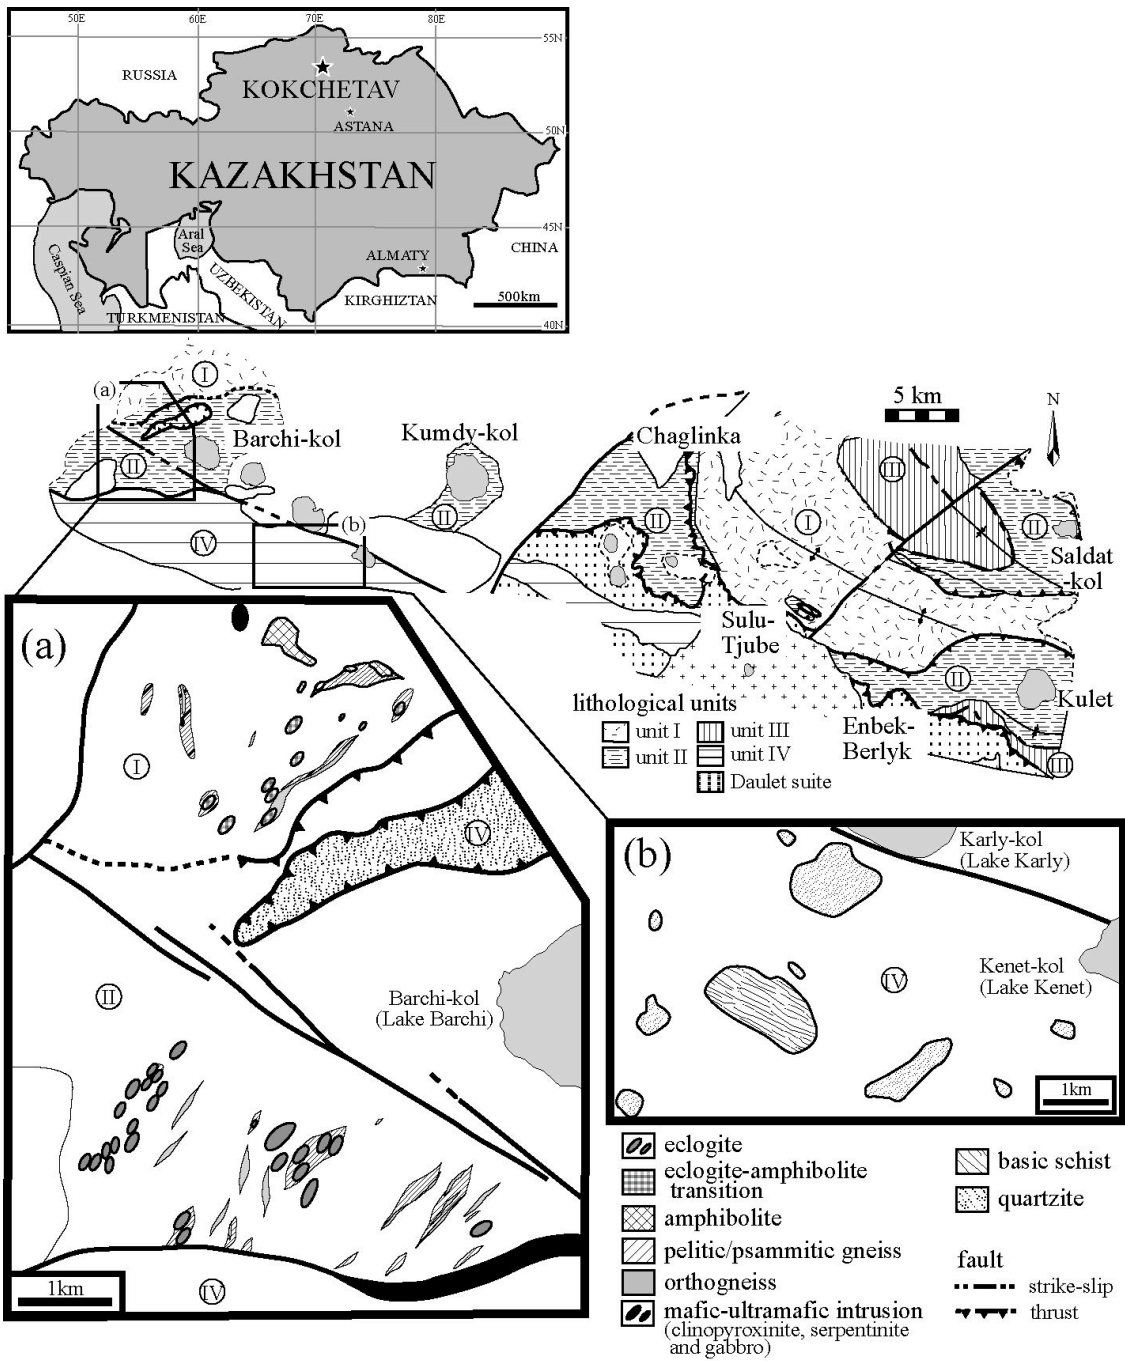 50E
60E
70E
80E
55N
RUSSIA
KOKCHETAV
ASTANA
50N
KAZAKHSTAN
45N
Aral
Sea
CHINA
ALMATY
Caspian Sea
UZBEKISTAN
KIRGHIZTAN
500km
TURKMENISTAN
40N
(a)
I
Barchi-kol
II
Kumdy-kol
II
IV
(b)
5 km
N
Chaglinka
III
II
I
II
Saldat
-kol
Sulu-
Tjube
II
Kulet
Enbek-
Berlyk
III
lithological units
unit I
unit III
unit II
unit IV
Daulet suite
(a)
I
IV
II
Barchi-kol
(Lake Barchi)
1km
IV
(b)
Karly-kol
(Lake Karly)
Kenet-kol
(Lake Kenet)
IV
1km
eclogite
eclogite-amphibolite
transition
amphibolite
pelitic/psammitic gneiss
orthogneiss
mafic-ultramafic intrusion
(clinopyroxinite, serpentinite
and gabbro)
basic schist
quartzite
fault
strike-slip
thrust